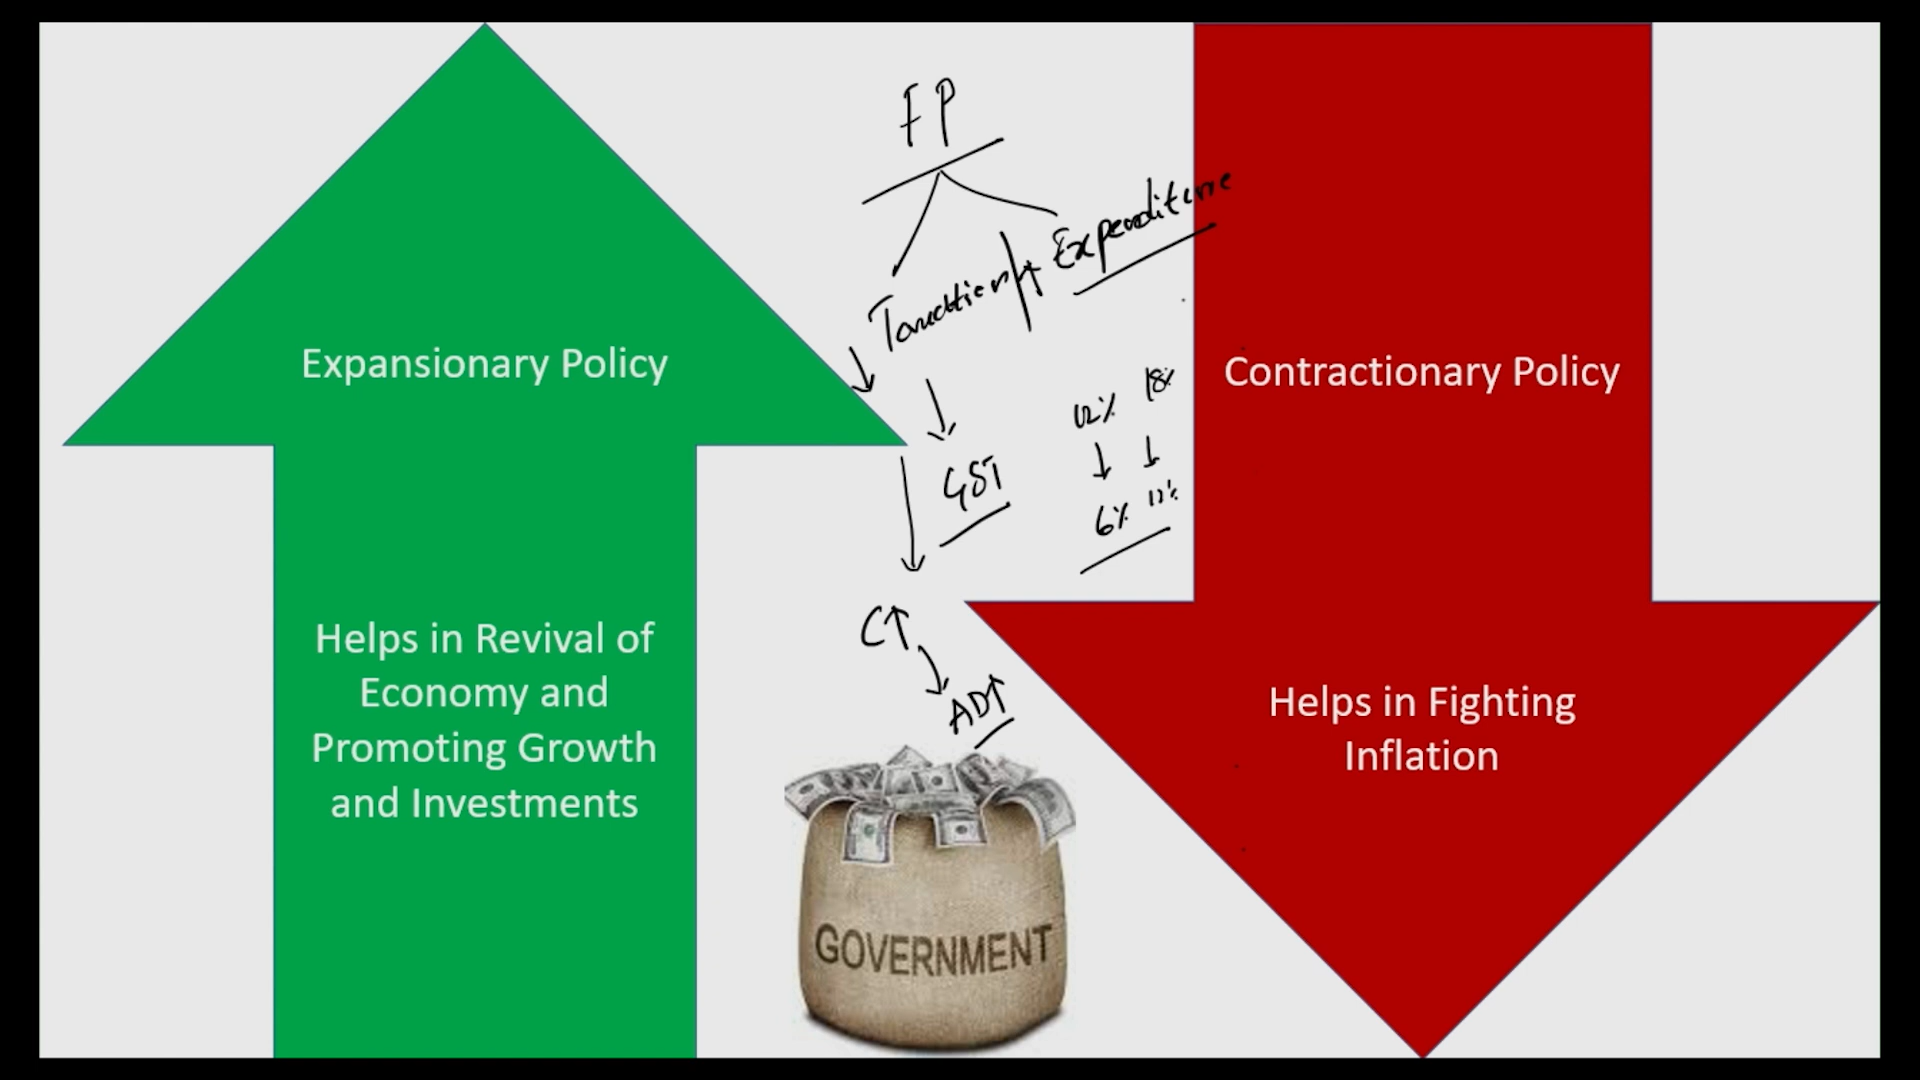 FP
Expenditure
Taxation
Expansionary Policy
Contractionary Policy
12% 18%
GST
6% 12%
C↑
AD↑
Helps in Revival of
Economy and
Promoting Growth
and Investments
Helps in Fighting
Inflation
GOVERNMENT